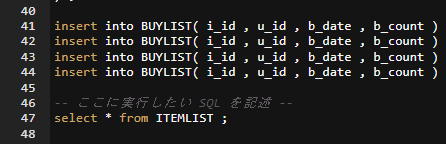 40
41 insert into BUYLIST( i_id , u_id , b_date , b_count )
42 insert into BUYLIST( i_id , u_id , b_date , b_count )
43 insert into BUYLIST( i_id , u_id , b_date , b_count )
44 insert into BUYLIST( i_id , u_id , b_date , b_count )
45
46 -- ここに実行したい SQL を記述 --
47 select * from ITEMLIST ;
48